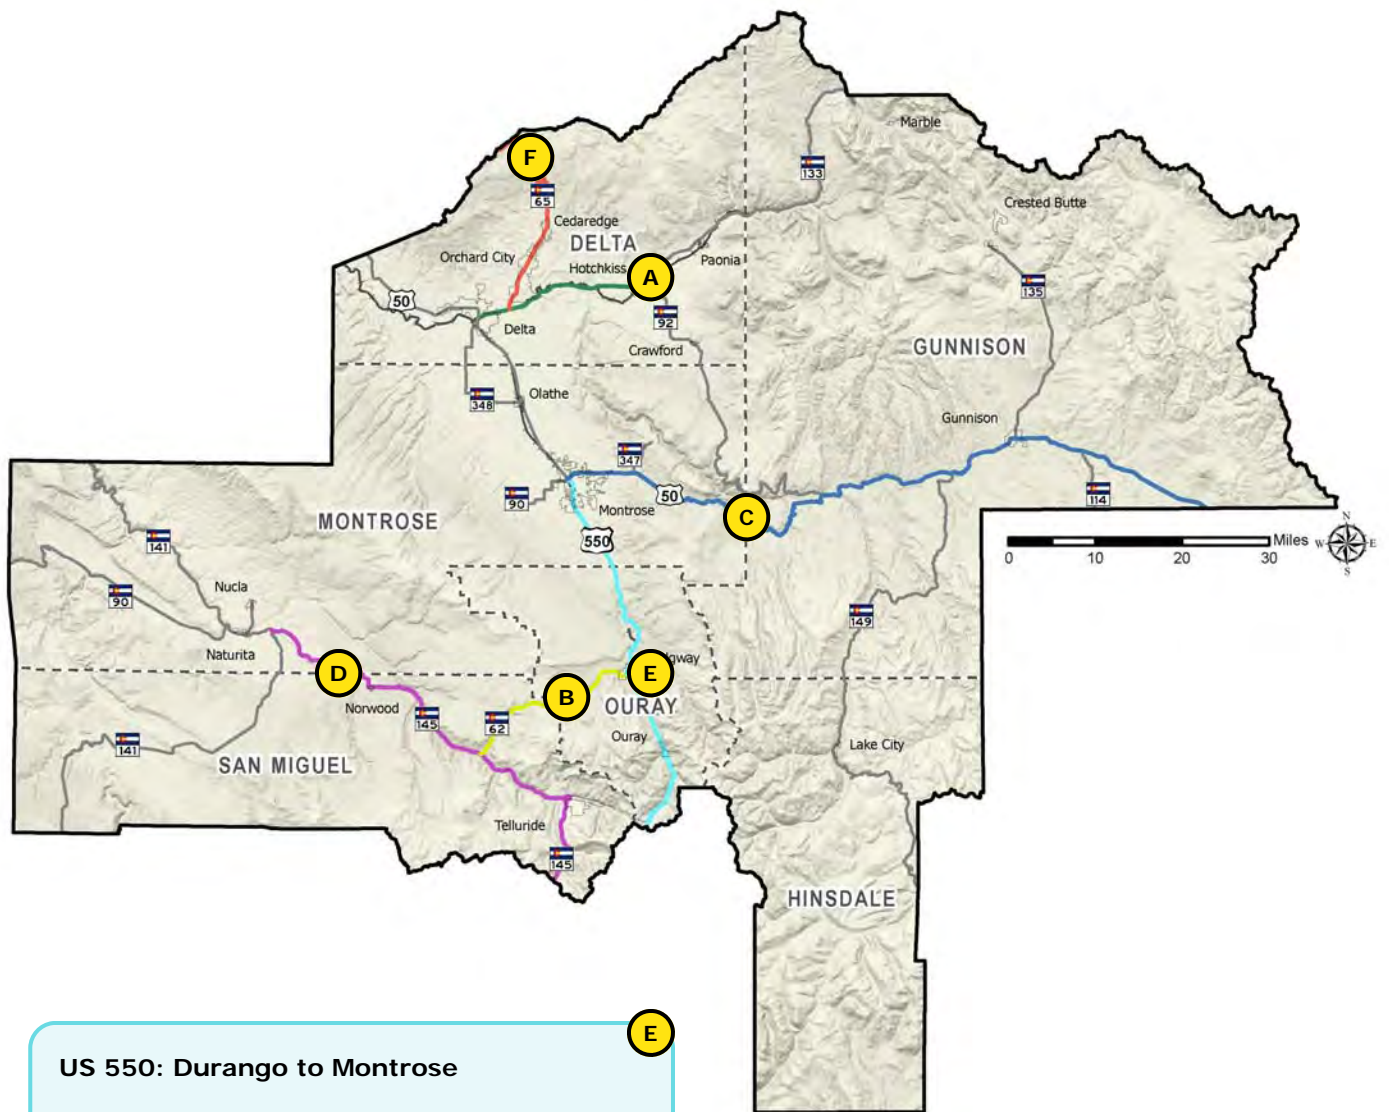 Marble
F
133
65
Crested Butte
Cedaredge
DELTA
Orchard City
Hotchkiss
A
Paonia
50
135
92
Delta
Crawford
GUNNISON
Olathe
348
Gunnison
347
90
50
114
Montrose
C
MONTROSE
550
N
W E
S
Miles
0 10 20 30
141
Nucla
90
149
Naturita
D
E
gway
B
OURAY
Norwood
145
62
Ouray
141
SAN MIGUEL
Lake City
Telluride
145
HINSDALE
E
US 550: Durango to Montrose